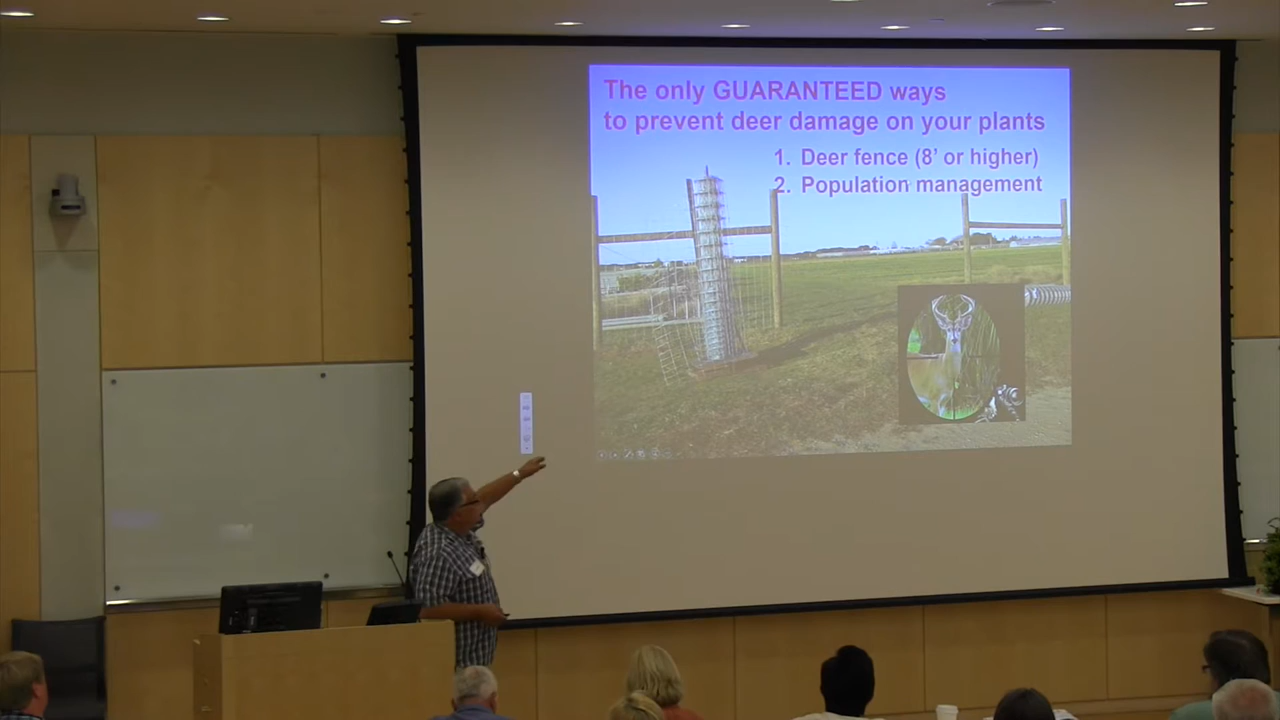 The only GUARANTEED ways
to prevent deer damage on your plants
1. Deer fence (8’ or higher)
2. Population management